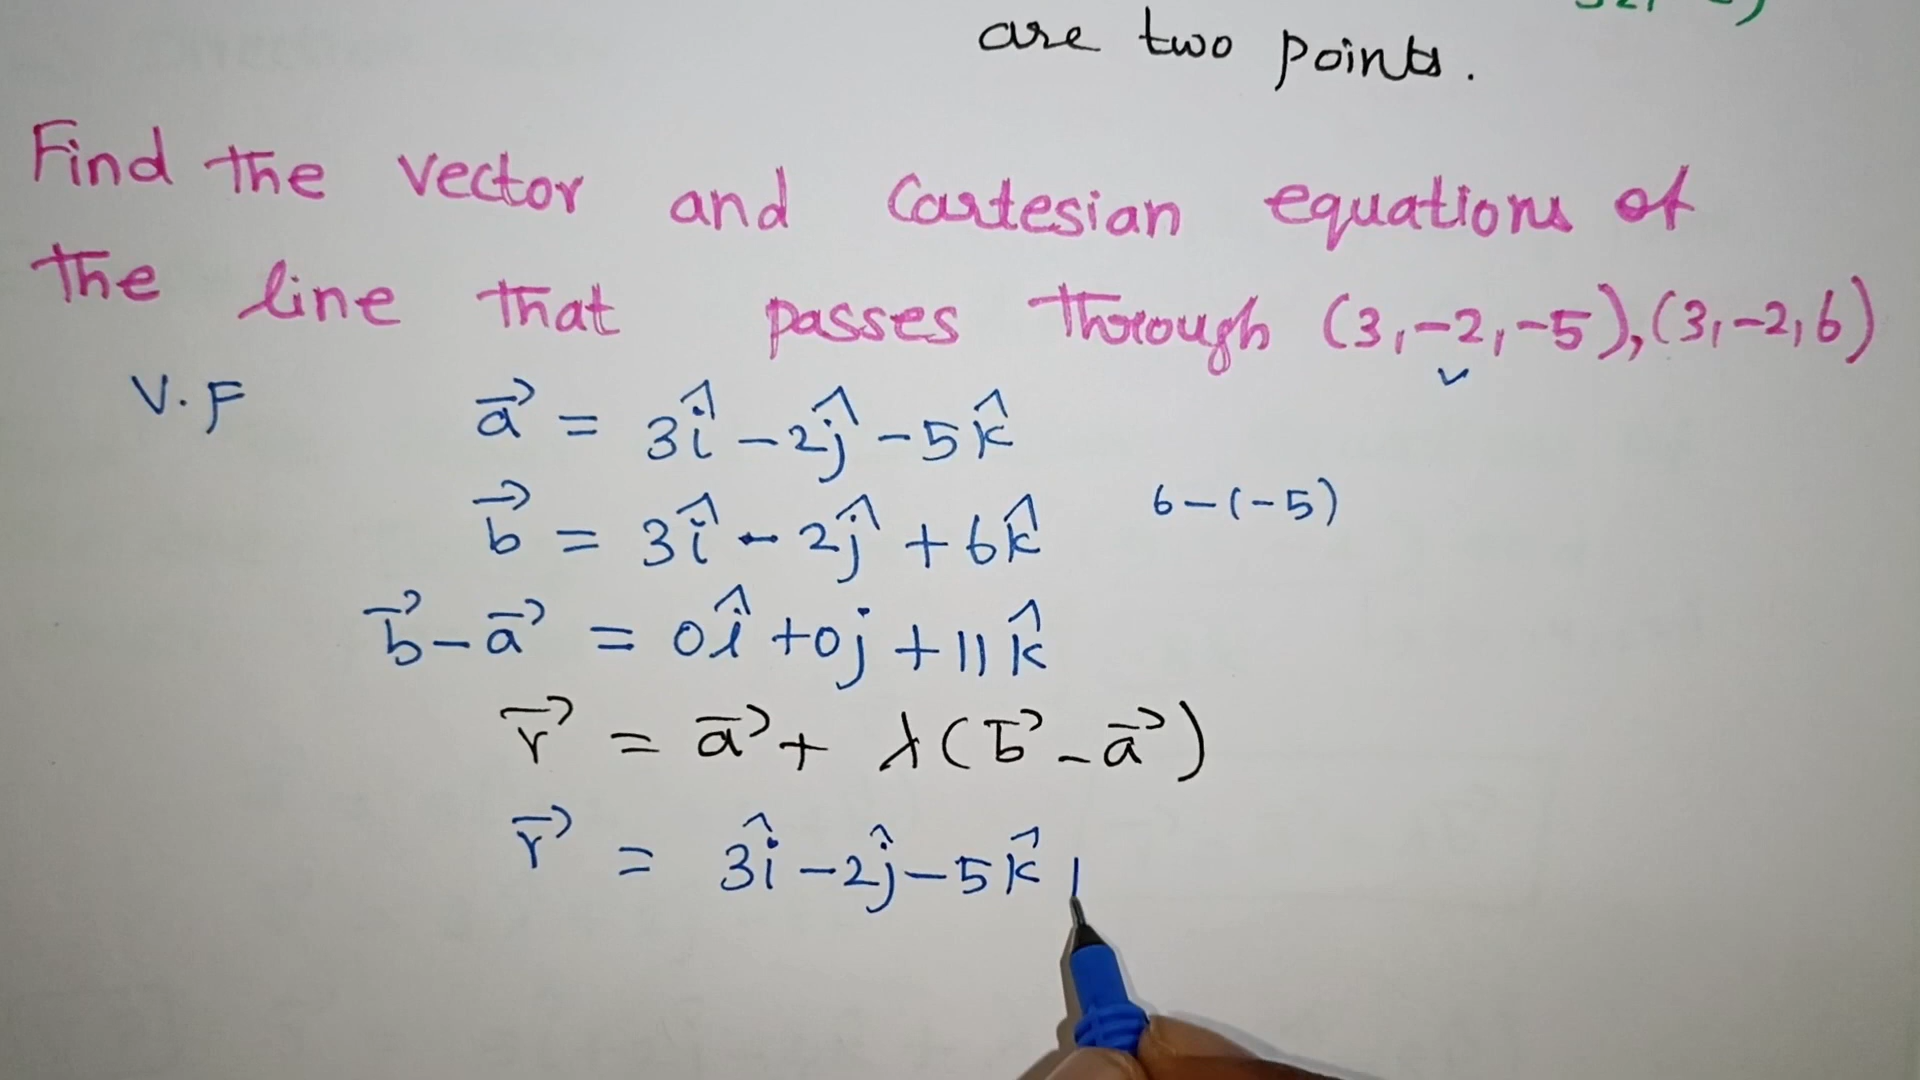 are two points.
Find the vector and Cartesian equations of
the line that passes through (3,-2,-5),(3,-2,6)
V.F
a⃗ = 3î - 2ĵ - 5k̂
b⃗ = 3î - 2ĵ + 6k̂
6-(-5)
b⃗ - a⃗ = 0î + 0j + 11k̂
r⃗ = a⃗ + λ(b⃗ - a⃗)
r⃗ = 3î - 2ĵ - 5k̂